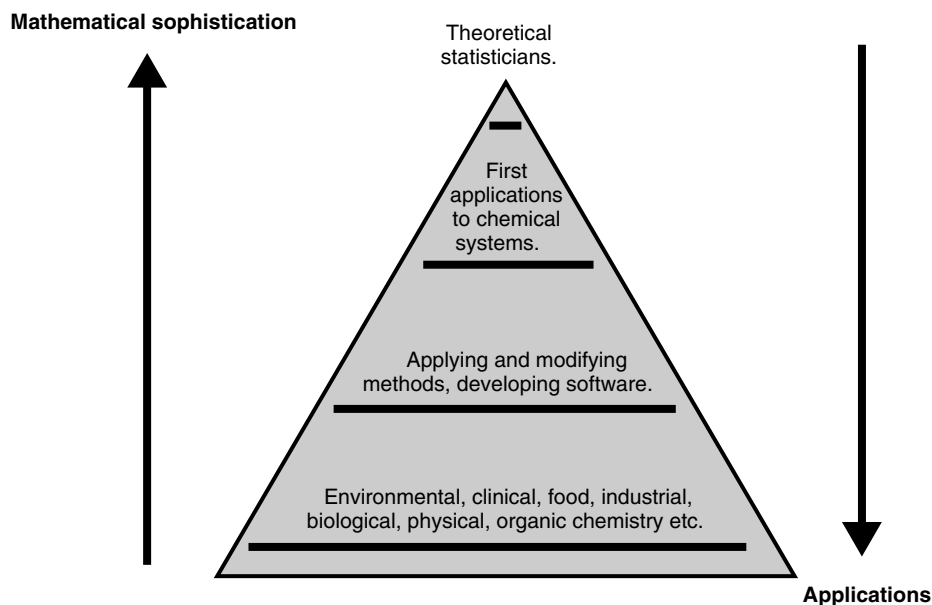 Mathematical sophistication
Theoretical
statisticians.
First
applications
to chemical
systems.
Applying and modifying
methods, developing software.
Environmental, clinical, food, industrial,
biological, physical, organic chemistry etc.
Applications